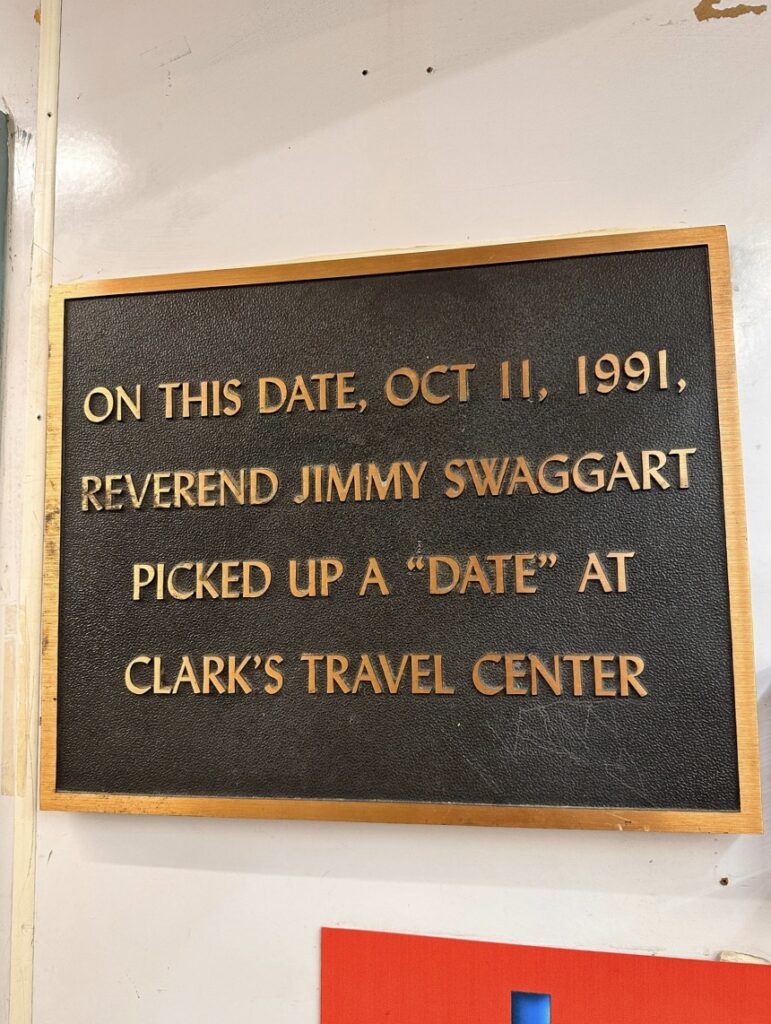 ON THIS DATE, OCT 11, 1991,
REVEREND JIMMY SWAGGART
PICKED UP A “DATE” AT
CLARK’S TRAVEL CENTER